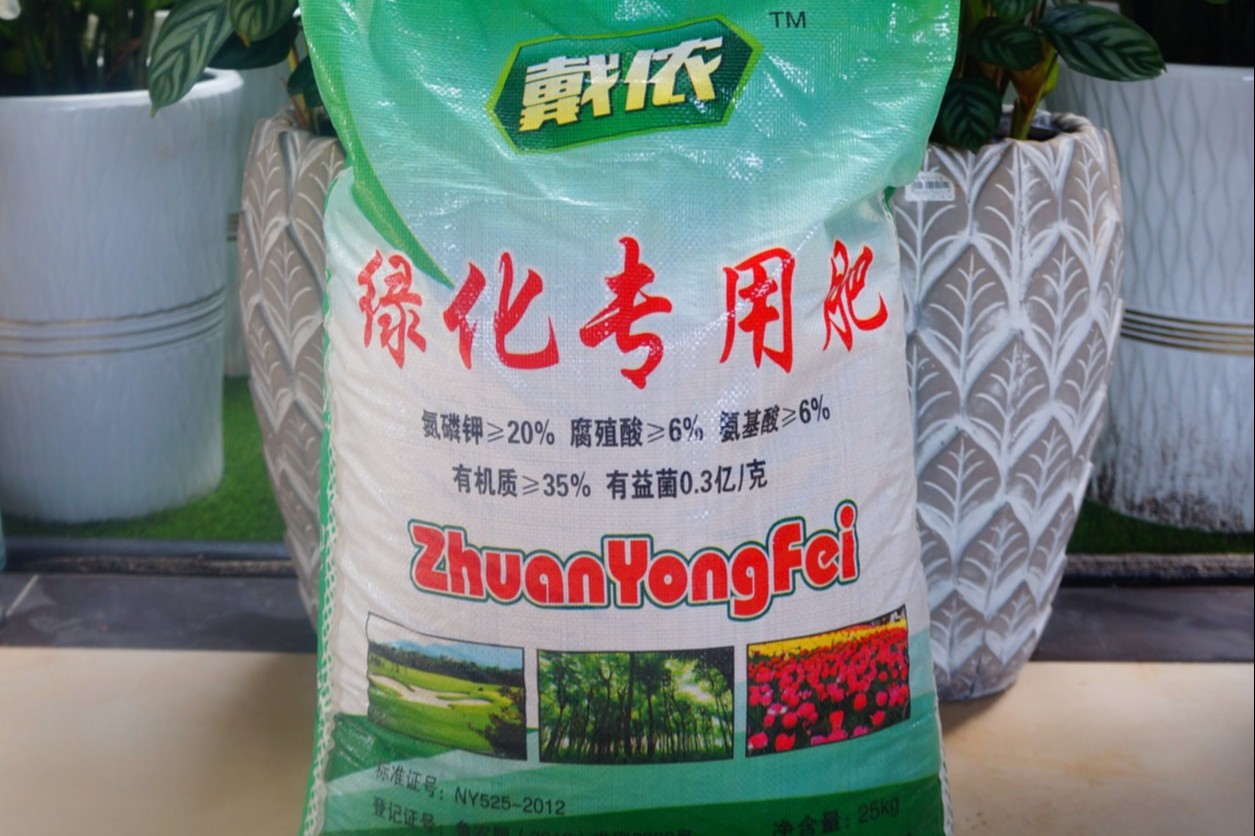 戴依 TM
绿化专用肥
氮磷钾≥20% 腐殖酸≥6% 氨基酸≥6%
有机质≥35% 有益菌0.3亿/克
ZhuanYongFei
标准证号：NY525-2012
登记证号：
净含量：25kg